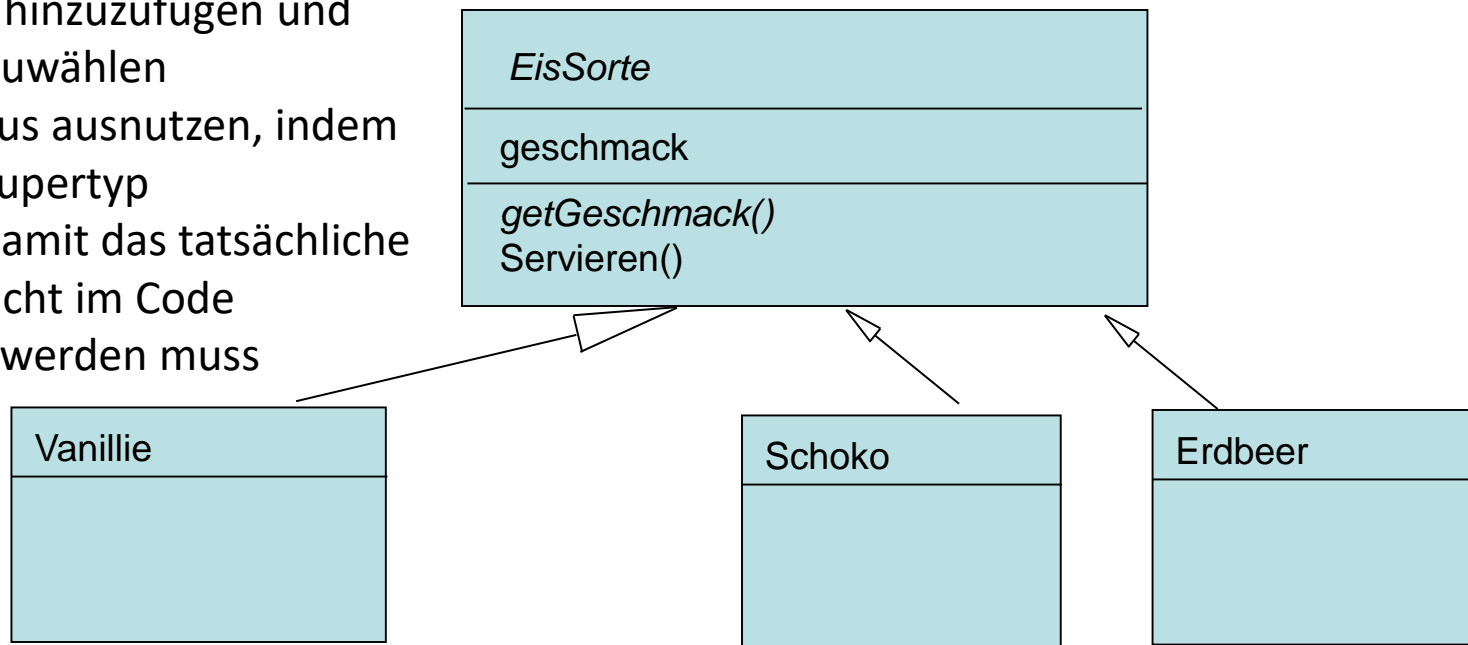 hinzuzufügen und
uwählen
us ausnutzen, indem
upertyp
amit das tatsächliche
cht im Code
werden muss
EisSorte
geschmack
getGeschmack()
Servieren()
Vanillie
Schoko
Erdbeer